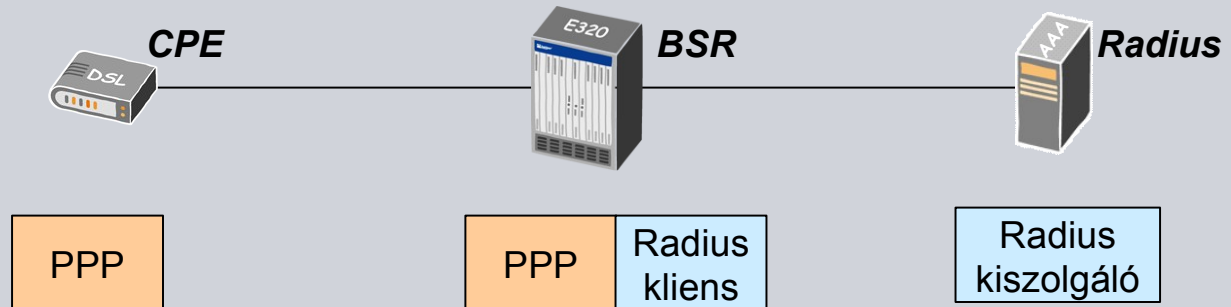 CPE
BSR
Radius
DSL
E320
AAA
PPP
PPP
Radius
kliens
Radius
kiszolgáló